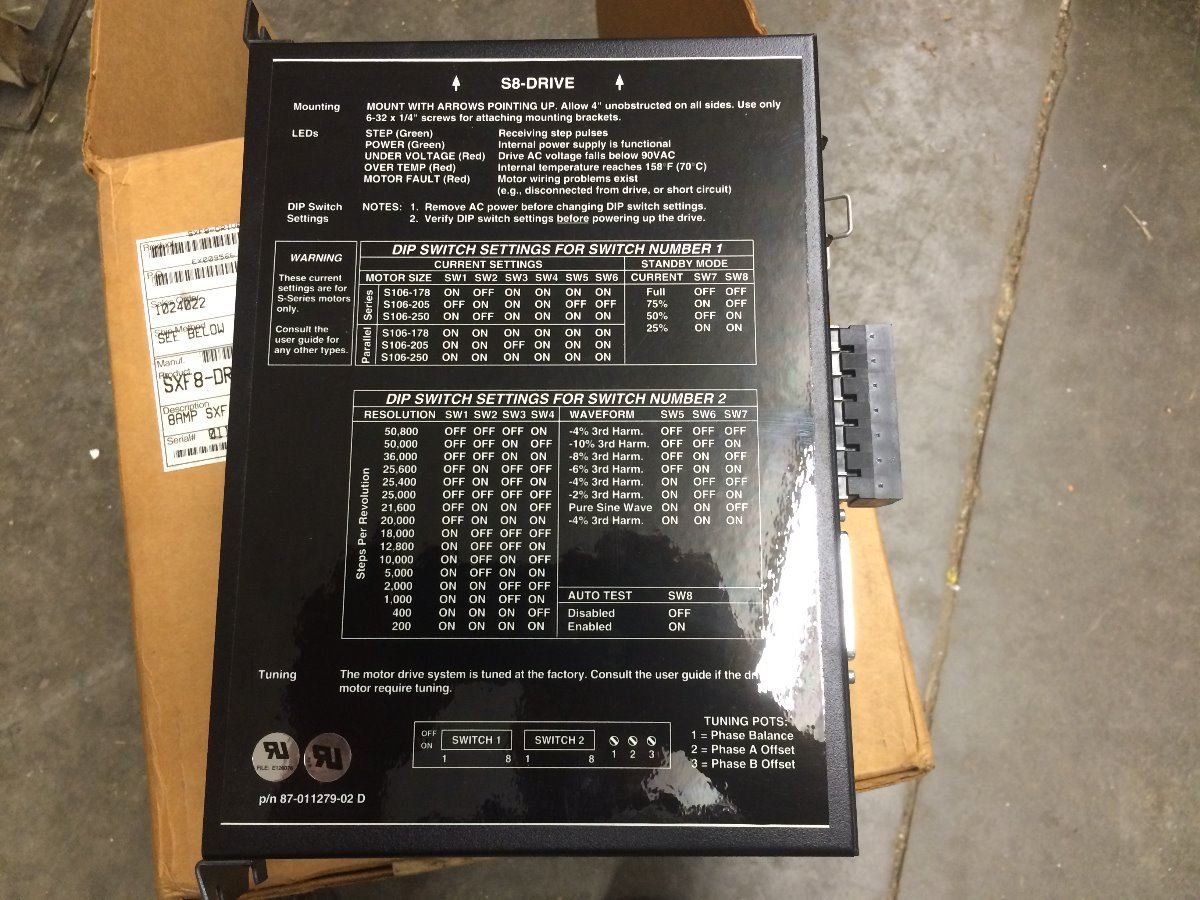 S8-DRIVE
Mounting MOUNT WITH ARROWS POINTING UP. Allow 4" unobstructed on all sides. Use only
6-32 x 1/4" screws for attaching mounting brackets.
LEDs STEP (Green) Receiving step pulses
POWER (Green) Internal power supply is functional
UNDER VOLTAGE (Red) Drive AC voltage falls below 90VAC
OVER TEMP (Red) Internal temperature reaches 158°F (70°C)
MOTOR FAULT (Red) Motor wiring problems exist
(e.g., disconnected from drive, or short circuit)
DIP Switch Settings NOTES: 1. Remove AC power before changing DIP switch settings.
2. Verify DIP switch settings before powering up the drive.
WARNING
These current
settings are for
S-Series motors
only.
Consult the
user guide for
any other types.
DIP SWITCH SETTINGS FOR SWITCH NUMBER 1
CURRENT SETTINGS STANDBY MODE
MOTOR SIZE SW1 SW2 SW3 SW4 SW5 SW6 CURRENT SW7 SW8
Series
S106-178 ON OFF ON ON ON ON Full OFF OFF
S106-205 OFF ON ON ON OFF OFF 75% ON OFF
S106-250 ON OFF ON ON ON ON 50% OFF ON
25% ON ON
Parallel
S106-178 ON ON ON ON ON ON
S106-205 ON ON OFF ON ON ON
S106-250 ON ON ON ON ON ON
DIP SWITCH SETTINGS FOR SWITCH NUMBER 2
RESOLUTION SW1 SW2 SW3 SW4 WAVEFORM SW5 SW6 SW7
Steps Per Revolution
50,800 OFF OFF OFF ON -4% 3rd Harm. OFF OFF OFF
50,000 OFF OFF ON OFF -10% 3rd Harm. OFF OFF ON
36,000 OFF OFF ON ON -8% 3rd Harm. OFF ON OFF
25,600 OFF ON OFF OFF -6% 3rd Harm. OFF ON ON
25,400 OFF ON OFF ON -4% 3rd Harm. ON OFF OFF
25,000 OFF OFF OFF OFF -2% 3rd Harm. ON OFF ON
21,600 OFF ON ON OFF Pure Sine Wave ON ON OFF
20,000 OFF ON ON ON -4% 3rd Harm. ON ON ON
18,000 ON OFF OFF OFF
12,800 ON OFF OFF ON
10,000 ON OFF ON OFF
5,000 ON OFF ON ON
2,000 ON ON OFF OFF
1,000 ON ON OFF ON
400 ON ON ON OFF
200 ON ON ON ON
AUTO TEST SW8
Disabled OFF
Enabled ON
Tuning The motor drive system is tuned at the factory. Consult the user guide if the
motor require tuning.
OFF
ON
SWITCH 1 SWITCH 2
1 8 1 8 1 2 3
TUNING POTS:
1 = Phase Balance
2 = Phase A Offset
3 = Phase B Offset
p/n 87-011279-02 D
Sales Order
1024022
Ship Method
SEE BELOW
Manuf.
Product
SXF8-DR
Description
8AMP SXF
Serial#